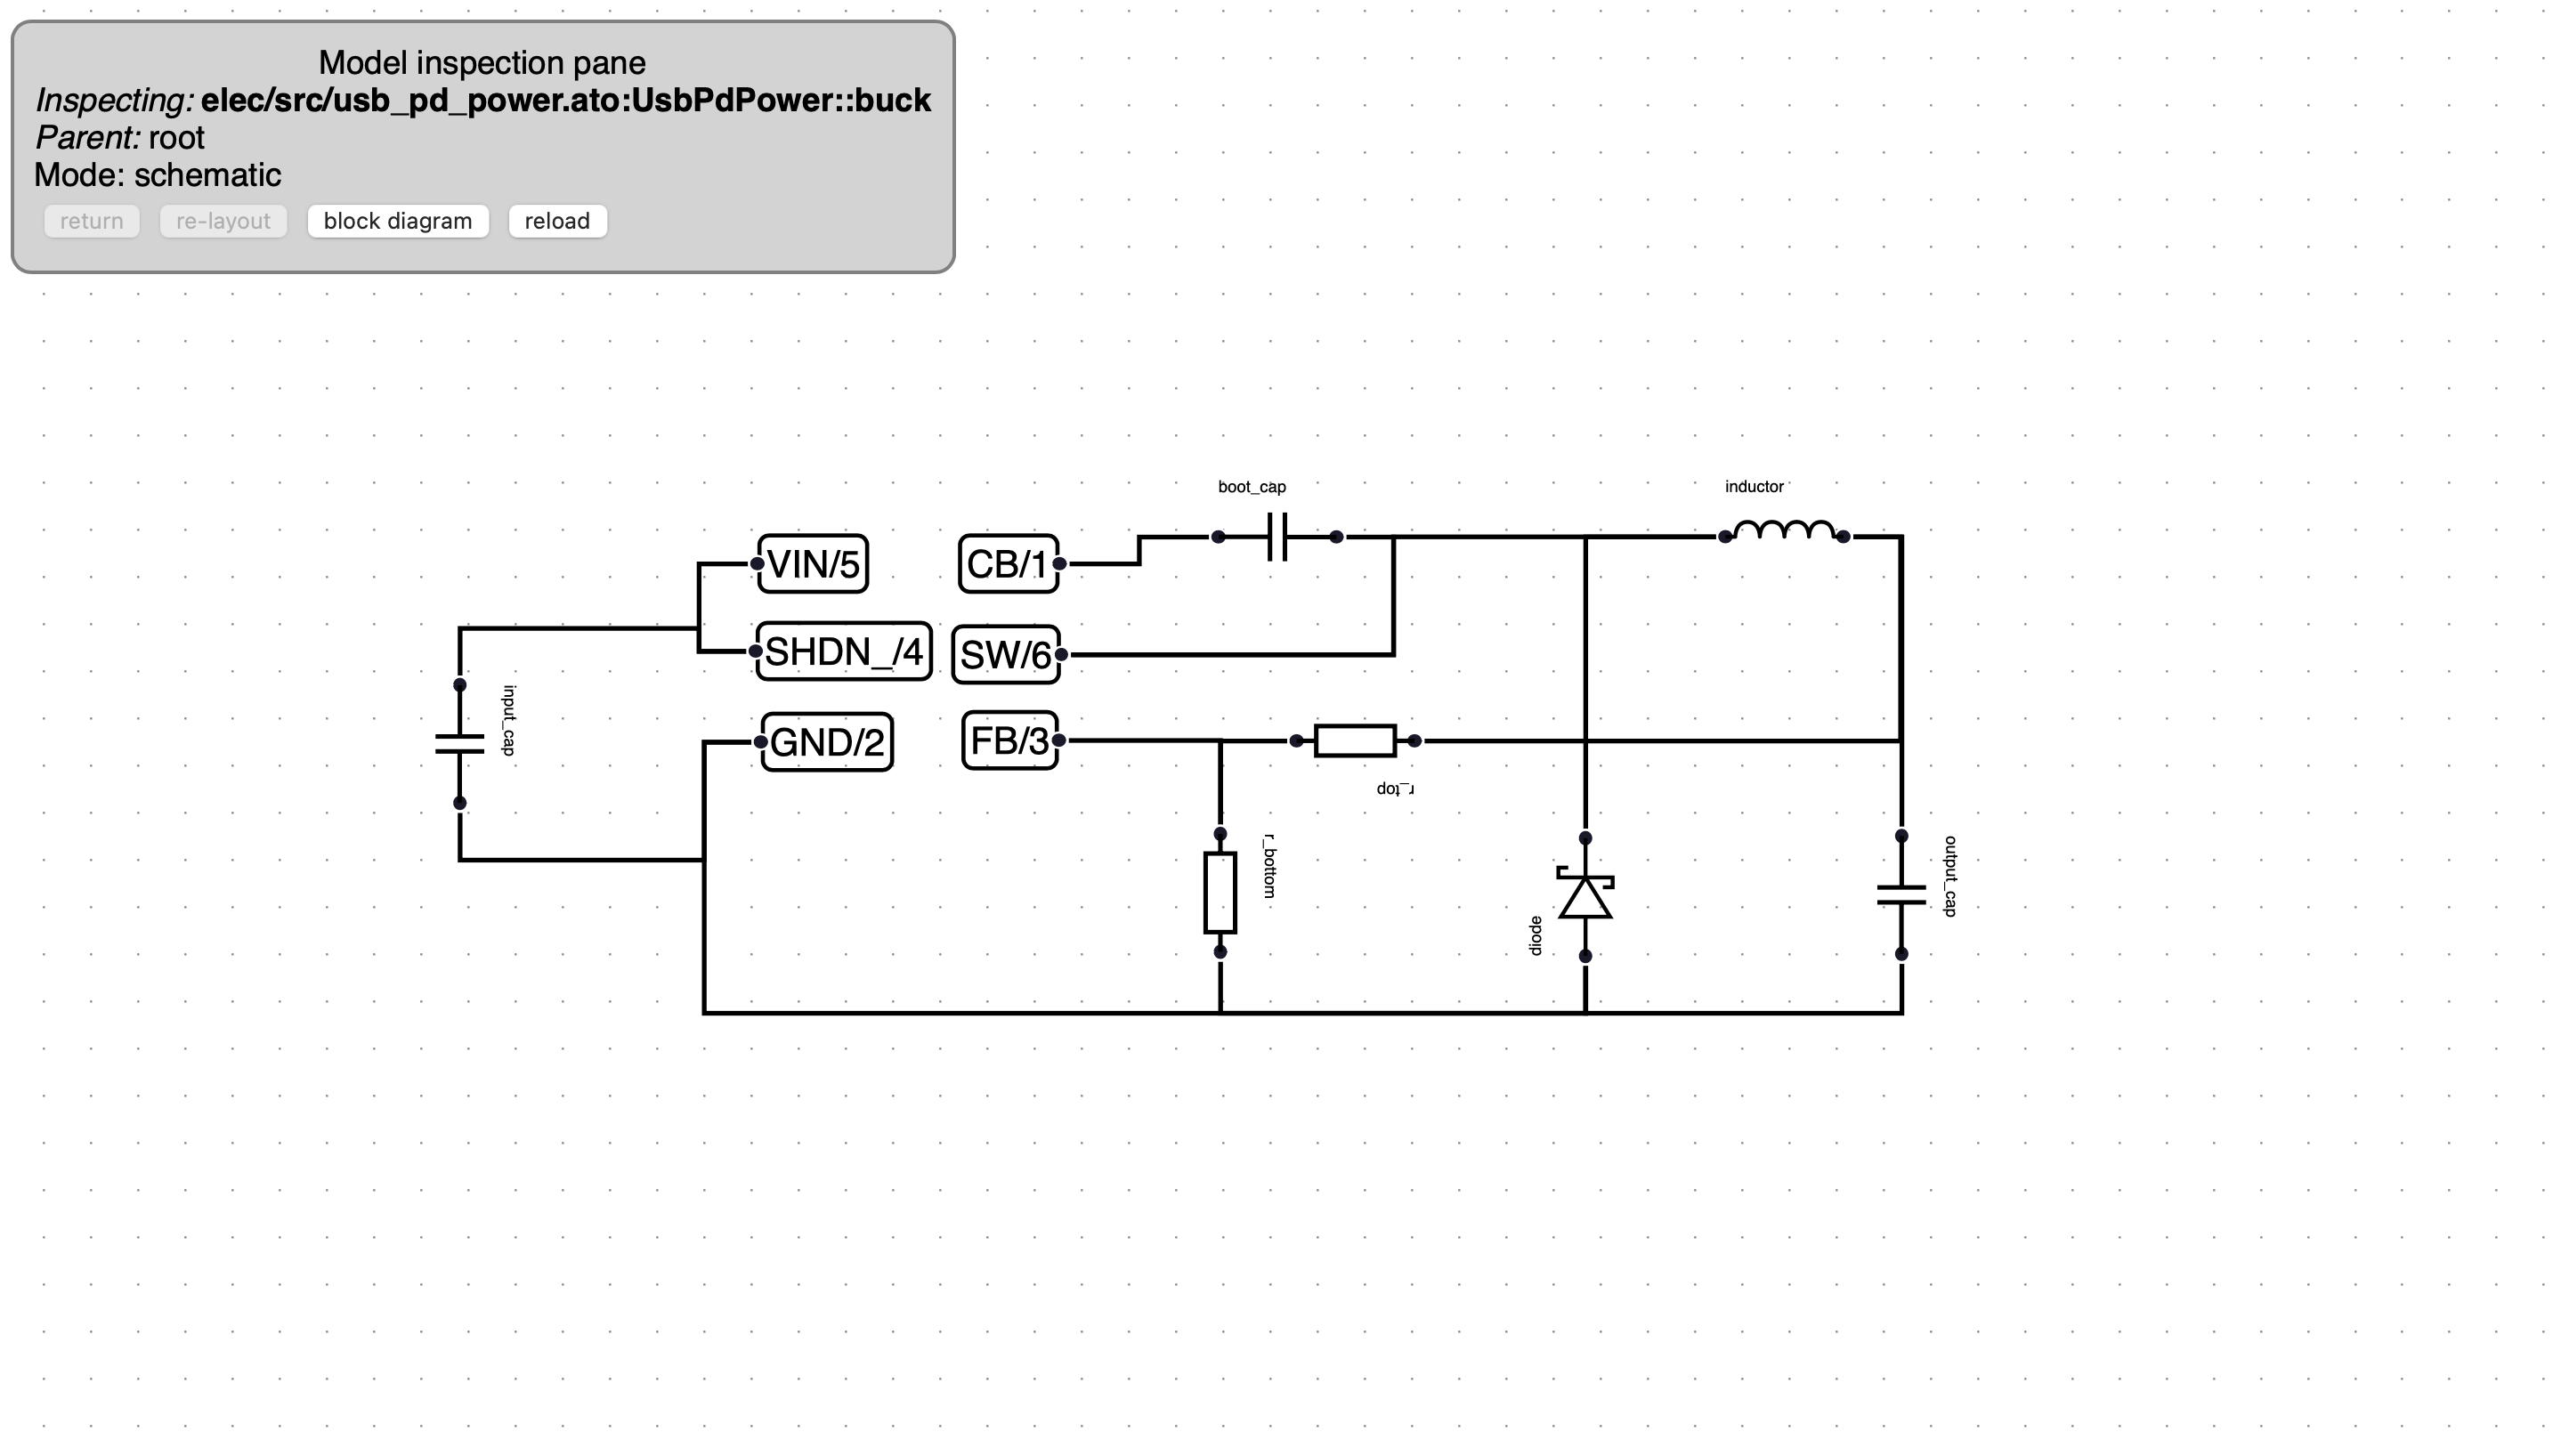 Model inspection pane
Inspecting: elec/src/usb_pd_power.ato:UsbPdPower::buck
Parent: root
Mode: schematic
return re-layout block diagram reload
boot_cap
inductor
VIN/5
CB/1
SHDN_/4
SW/6
input_cap
GND/2
FB/3
r_top
r_bottom
diode
output_cap